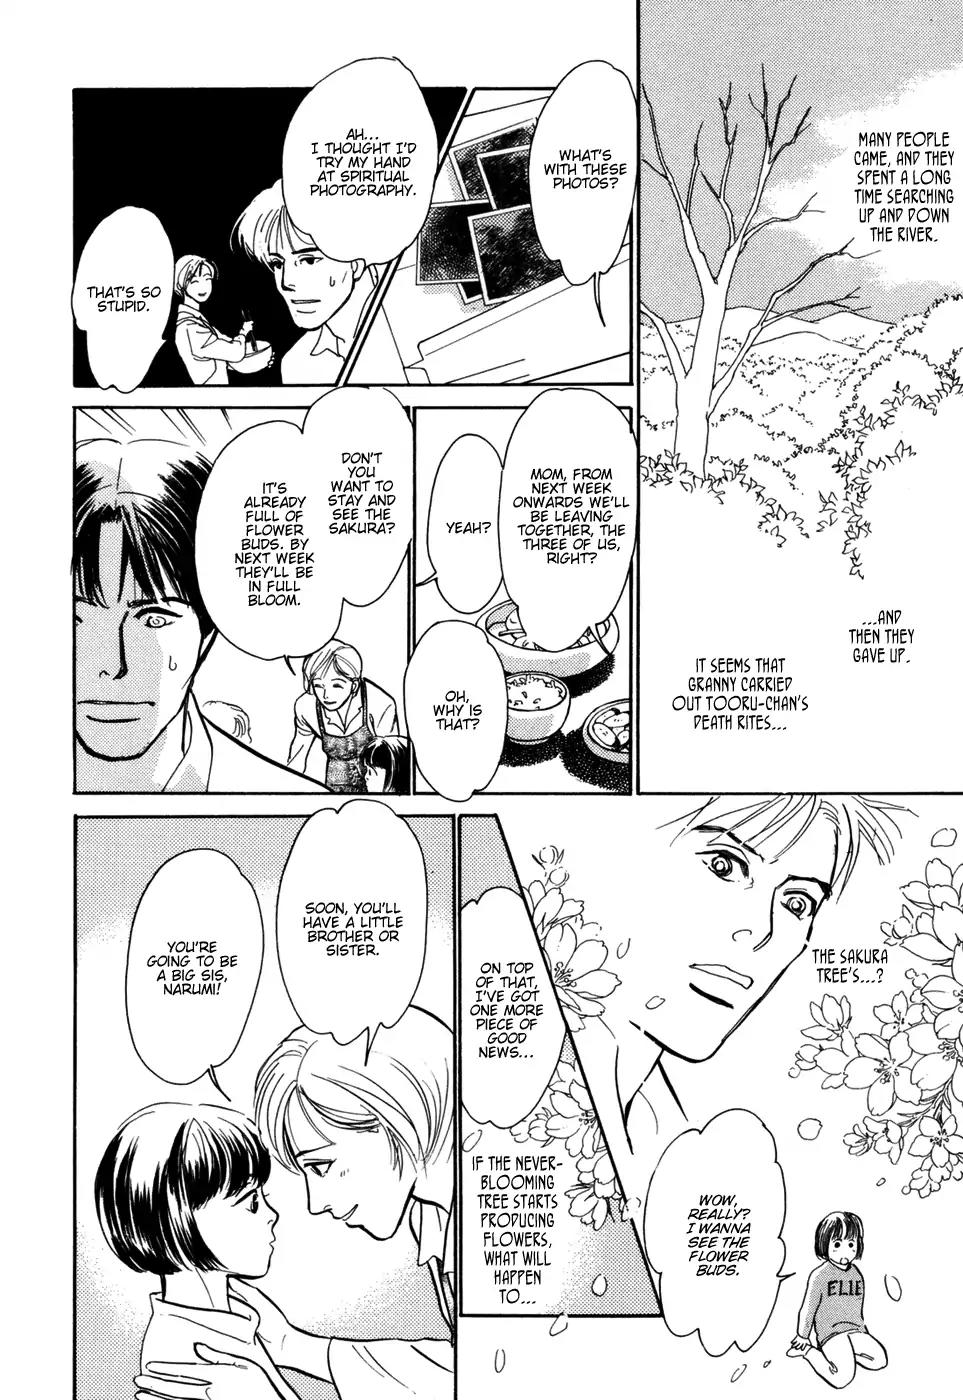 MANY PEOPLE
CAME, AND THEY
SPENT A LONG
TIME SEARCHING
UP AND DOWN
THE RIVER.
...AND
THEN THEY
GAVE UP.
IT SEEMS THAT
GRANNY CARRIED
OUT TOORU-CHAN'S
DEATH RITES...
WHAT'S
WITH THESE
PHOTOS?
AH...
I THOUGHT I'D
TRY MY HAND
AT SPIRITUAL
PHOTOGRAPHY.
THAT'S SO
STUPID.
MOM, FROM
NEXT WEEK
ONWARDS WE'LL
BE LEAVING
TOGETHER, THE
THREE OF US,
RIGHT?
YEAH?
OH,
WHY IS
THAT?
DON'T
YOU
WANT TO
STAY AND
SEE THE
SAKURA?
IT'S
ALREADY
FULL OF
FLOWER
BUDS. BY
NEXT WEEK
THEY'LL BE
IN FULL
BLOOM.
THE SAKURA
TREE'S...?
WOW,
REALLY?
I WANNA
SEE THE
FLOWER
BUDS.
ELLIE
ON TOP
OF THAT,
I'VE GOT
ONE MORE
PIECE OF
GOOD
NEWS...
IF THE NEVER-
BLOOMING
TREE STARTS
PRODUCING
FLOWERS,
WHAT WILL
HAPPEN
TO...
SOON, YOU'LL
HAVE A LITTLE
BROTHER OR
SISTER.
YOU'RE
GOING TO BE
A BIG SIS,
NARUMI!